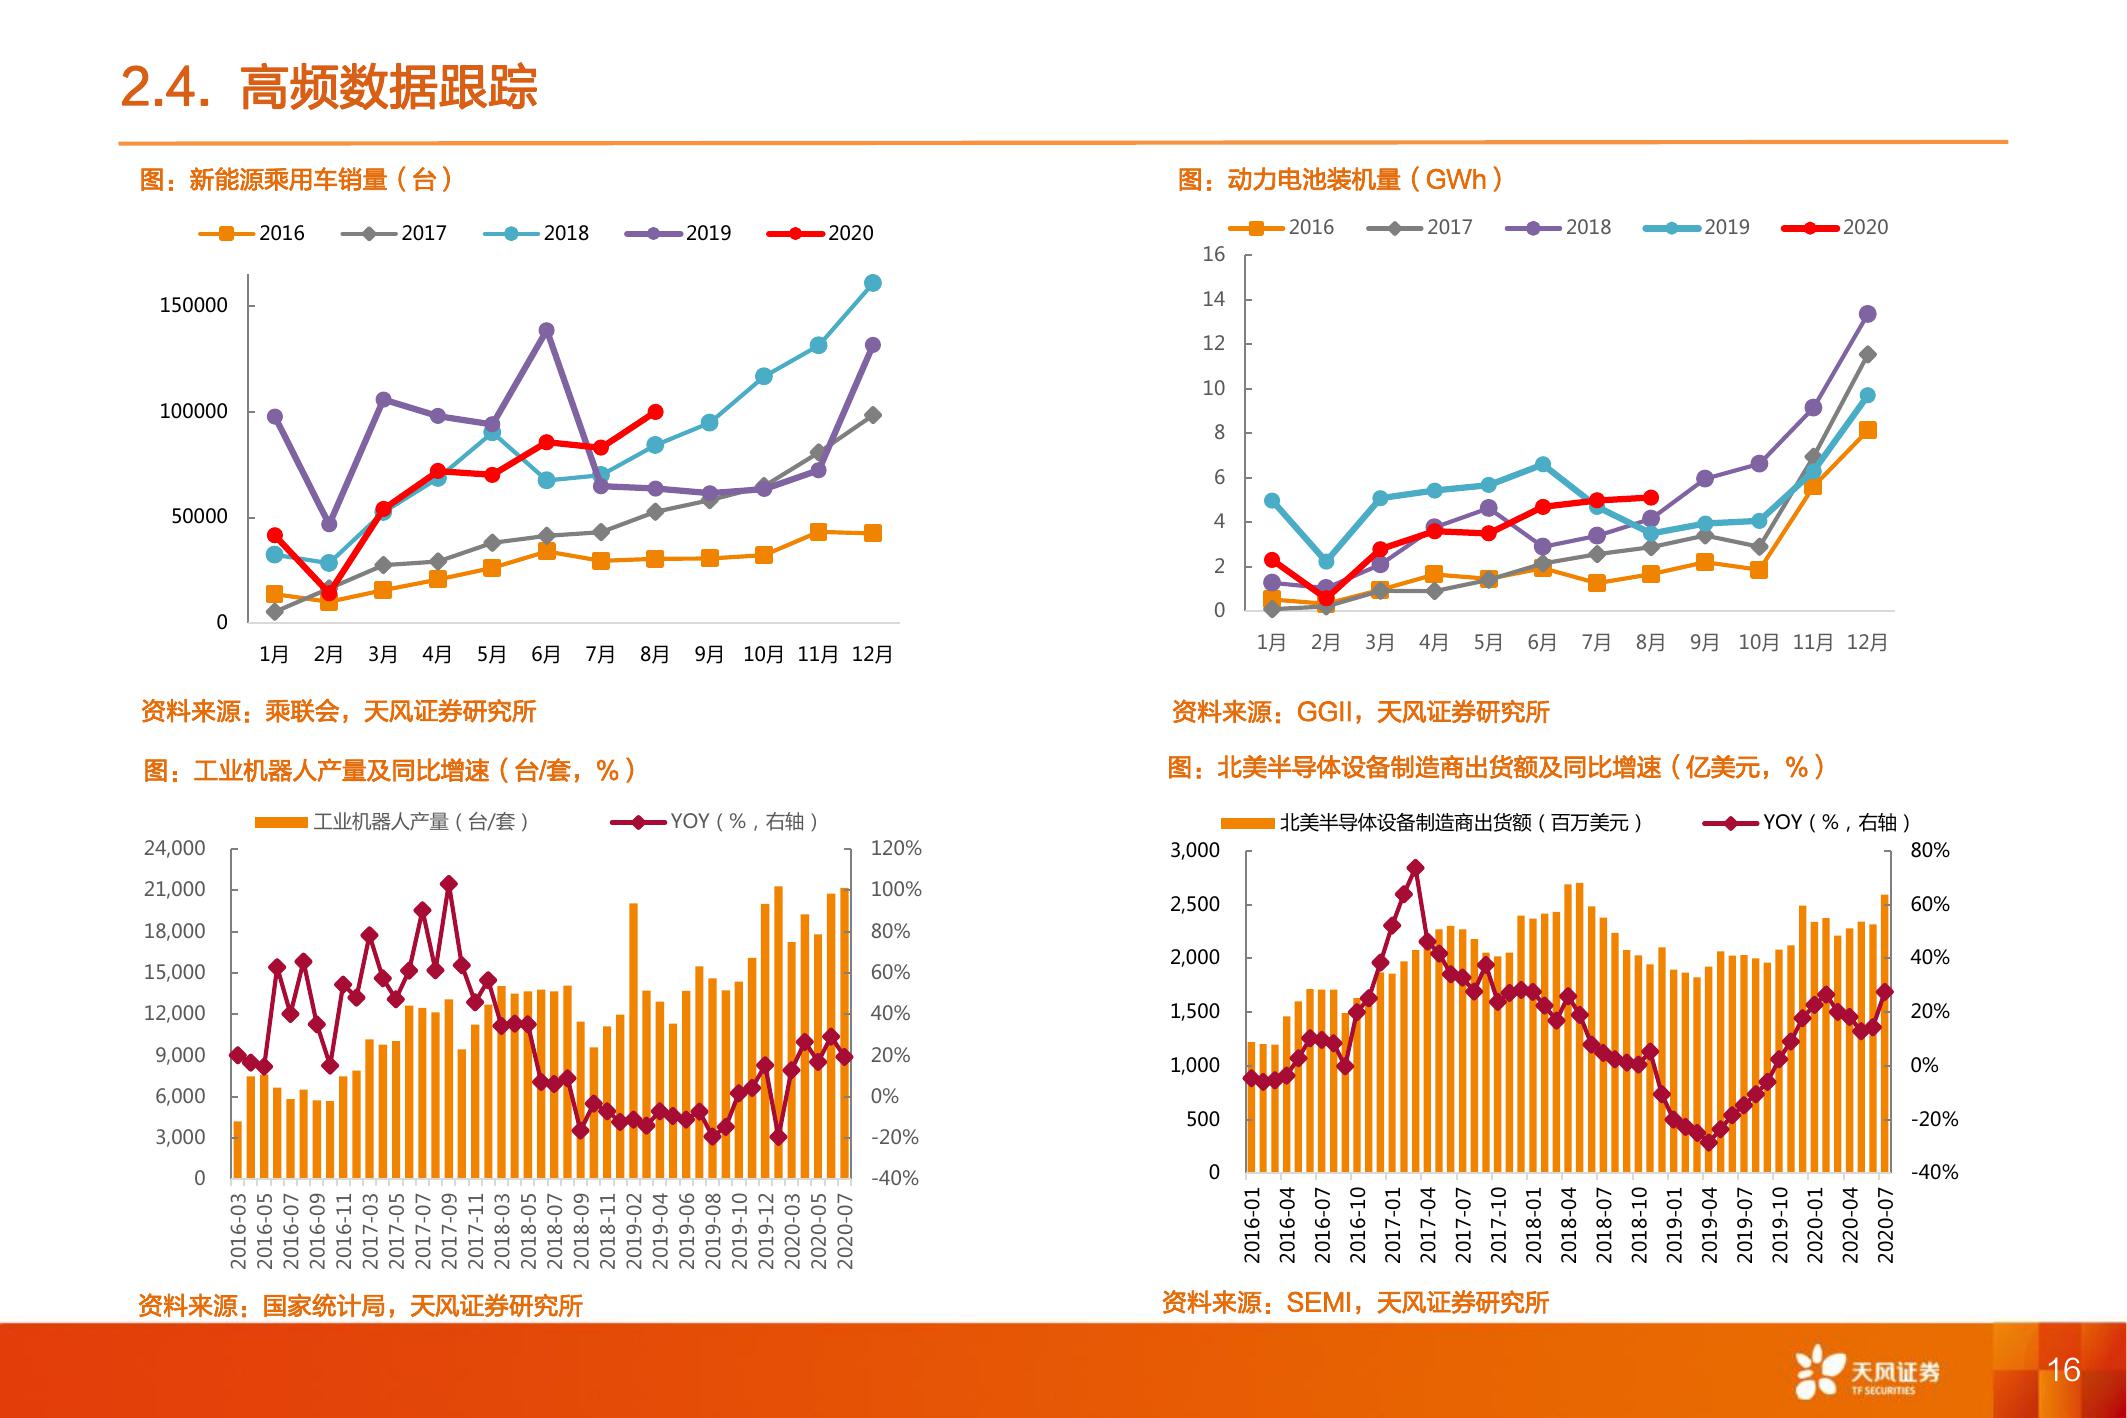 2.4. 高频数据跟踪
图：新能源乘用车销量（台）
2016 2017 2018 2019 2020
150000
100000
50000
0
1月 2月 3月 4月 5月 6月 7月 8月 9月 10月 11月 12月
资料来源：乘联会，天风证券研究所
图：动力电池装机量（GWh）
2016 2017 2018 2019 2020
16
14
12
10
8
6
4
2
0
1月 2月 3月 4月 5月 6月 7月 8月 9月 10月 11月 12月
资料来源：GGII，天风证券研究所
图：工业机器人产量及同比增速（台/套，%）
工业机器人产量（台/套） YOY（%，右轴）
24,000 120%
21,000 100%
18,000 80%
15,000 60%
12,000 40%
9,000 20%
6,000 0%
3,000 -20%
0 -40%
2016-03 2016-05 2016-07 2016-09 2016-11 2017-03 2017-05 2017-07 2017-09 2017-11 2018-03 2018-05 2018-07 2018-09 2018-11 2019-02 2019-04 2019-06 2019-08 2019-10 2019-12 2020-03 2020-05 2020-07
资料来源：国家统计局，天风证券研究所
图：北美半导体设备制造商出货额及同比增速（亿美元，%）
北美半导体设备制造商出货额（百万美元） YOY（%，右轴）
3,000 80%
2,500 60%
2,000 40%
1,500 20%
1,000 0%
500 -20%
0 -40%
2016-01 2016-04 2016-07 2016-10 2017-01 2017-04 2017-07 2017-10 2018-01 2018-04 2018-07 2018-10 2019-01 2019-04 2019-07 2019-10 2020-01 2020-04 2020-07
资料来源：SEMI，天风证券研究所
天风证券
TF SECURITIES
16